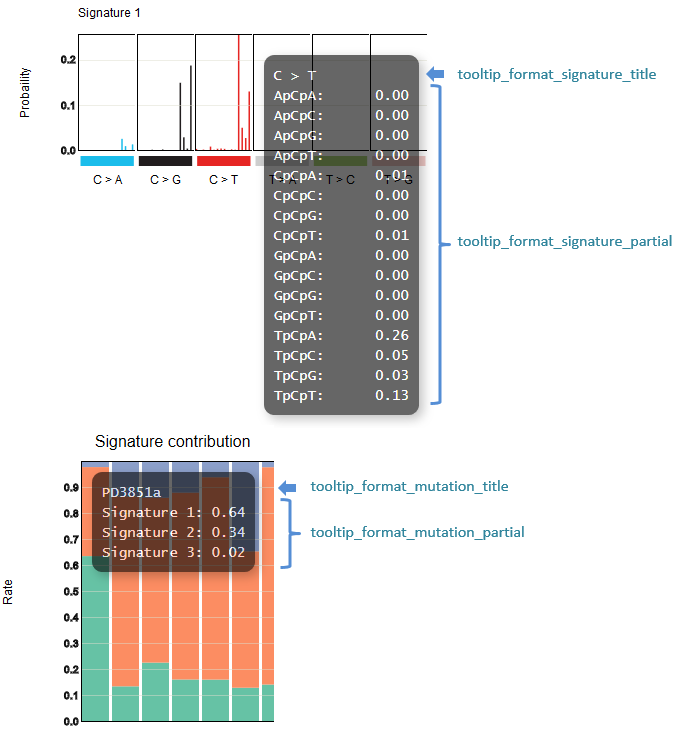 Signature 1
Probaility
0.2
0.1
0.0
C > A
C > G
C > T
T > A
T > C
T > G
C > T
ApCpA: 0.00
ApCpC: 0.00
ApCpG: 0.00
ApCpT: 0.00
CpCpA: 0.01
CpCpC: 0.00
CpCpG: 0.00
CpCpT: 0.01
GpCpA: 0.00
GpCpC: 0.00
GpCpG: 0.00
GpCpT: 0.00
TpCpA: 0.26
TpCpC: 0.05
TpCpG: 0.03
TpCpT: 0.13
tooltip_format_signature_title
tooltip_format_signature_partial
Signature contribution
Rate
0.9
0.8
0.7
0.6
0.5
0.4
0.3
0.2
0.1
0.0
PD3851a
Signature 1: 0.64
Signature 2: 0.34
Signature 3: 0.02
tooltip_format_mutation_title
tooltip_format_mutation_partial